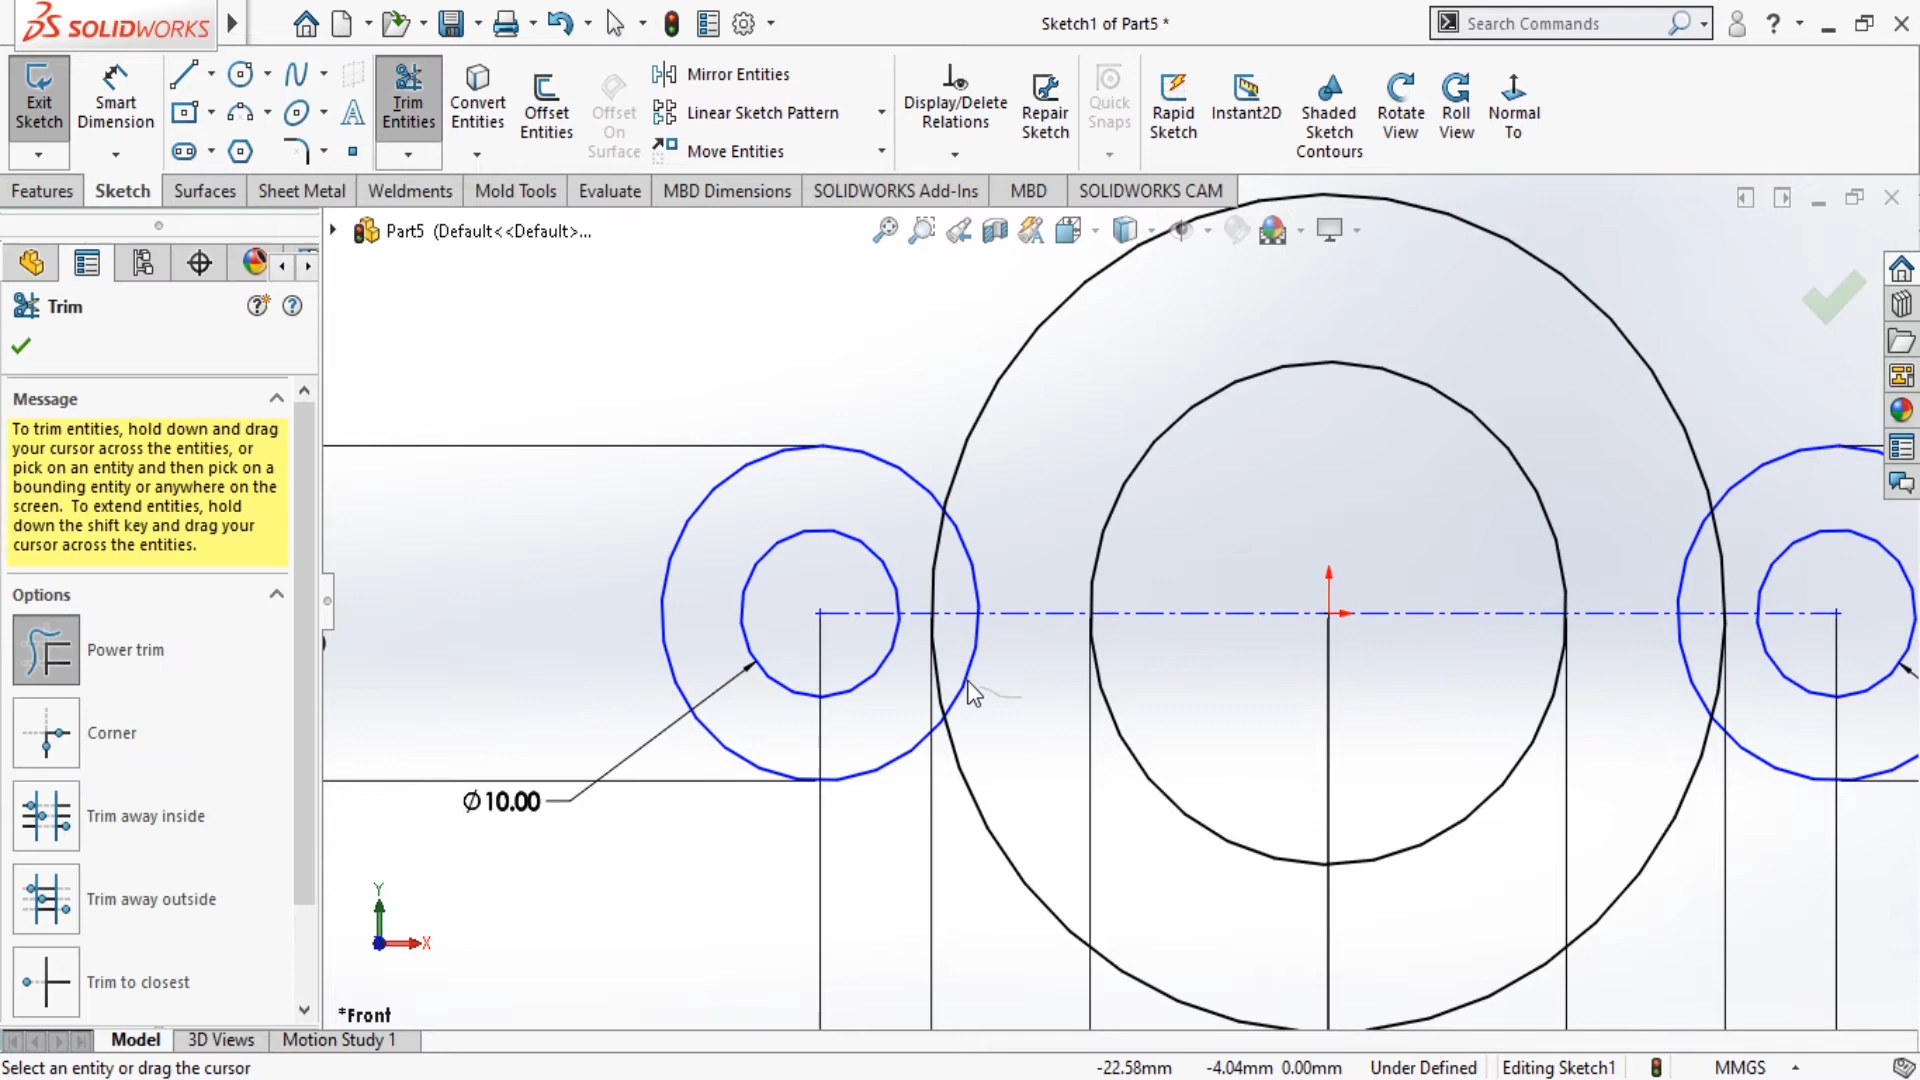 SOLIDWORKS
Sketch1 of Part5 *
Search Commands
Exit Sketch
Smart Dimension
Trim Entities
Convert Entities
Offset Entities
Offset On Surface
Mirror Entities
Linear Sketch Pattern
Move Entities
Display/Delete Relations
Repair Sketch
Quick Snaps
Rapid Sketch
Instant2D
Shaded Sketch Contours
Rotate View
Roll View
Normal To
Features
Sketch
Surfaces
Sheet Metal
Weldments
Mold Tools
Evaluate
MBD Dimensions
SOLIDWORKS Add-Ins
MBD
SOLIDWORKS CAM
Part5 (Default<<Default>...
Trim
Message
To trim entities, hold down and drag
your cursor across the entities, or
pick on an entity and then pick on a
bounding entity or anywhere on the
screen. To extend entities, hold
down the shift key and drag your
cursor across the entities.
Options
Power trim
Corner
Trim away inside
Trim away outside
Trim to closest
Ø10.00
Y
X
*Front
Model
3D Views
Motion Study 1
Select an entity or drag the cursor
-22.58mm
-4.04mm
0.00mm
Under Defined
Editing Sketch1
MMGS